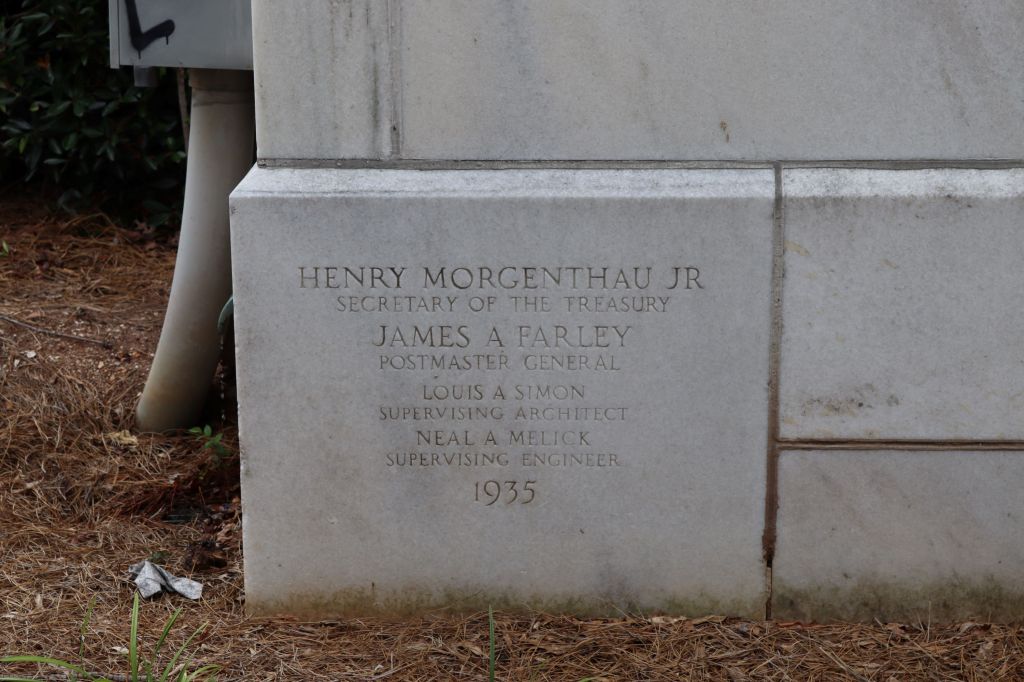 HENRY MORGENTHAU JR
SECRETARY OF THE TREASURY
JAMES A FARLEY
POSTMASTER GENERAL
LOUIS A SIMON
SUPERVISING ARCHITECT
NEAL A MELICK
SUPERVISING ENGINEER
1935